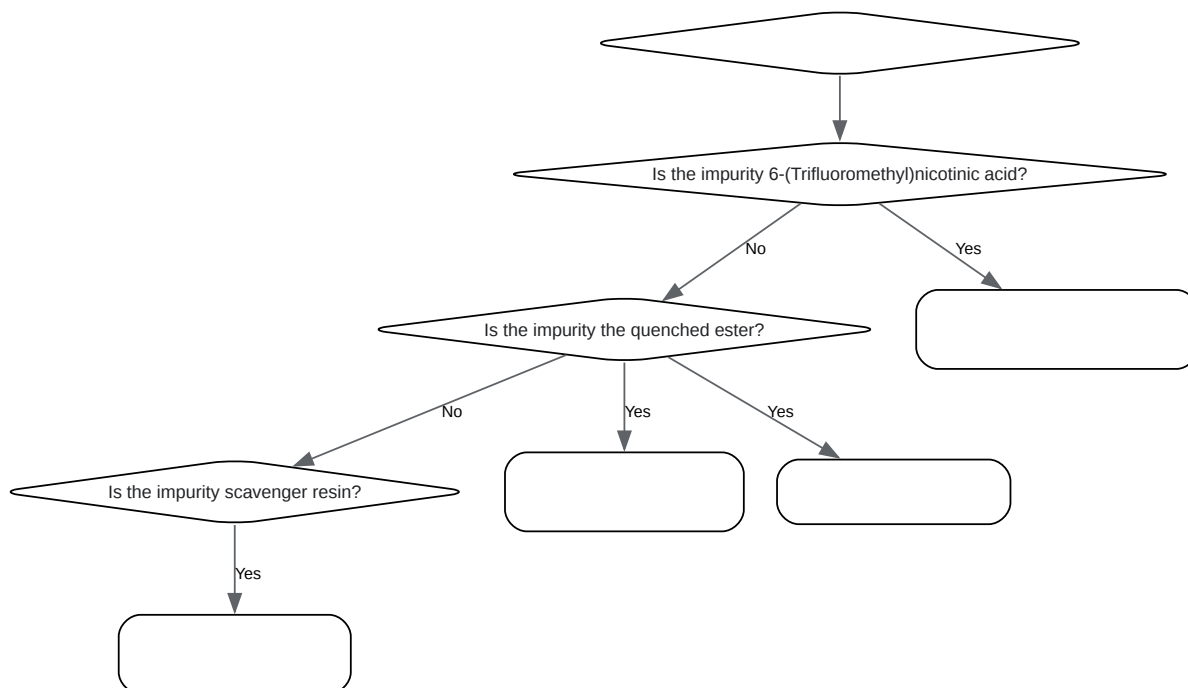 Is the impurity 6-(Trifluoromethyl)nicotinic acid?
No
Yes
Is the impurity the quenched ester?
No
Yes
Yes
Is the impurity scavenger resin?
Yes